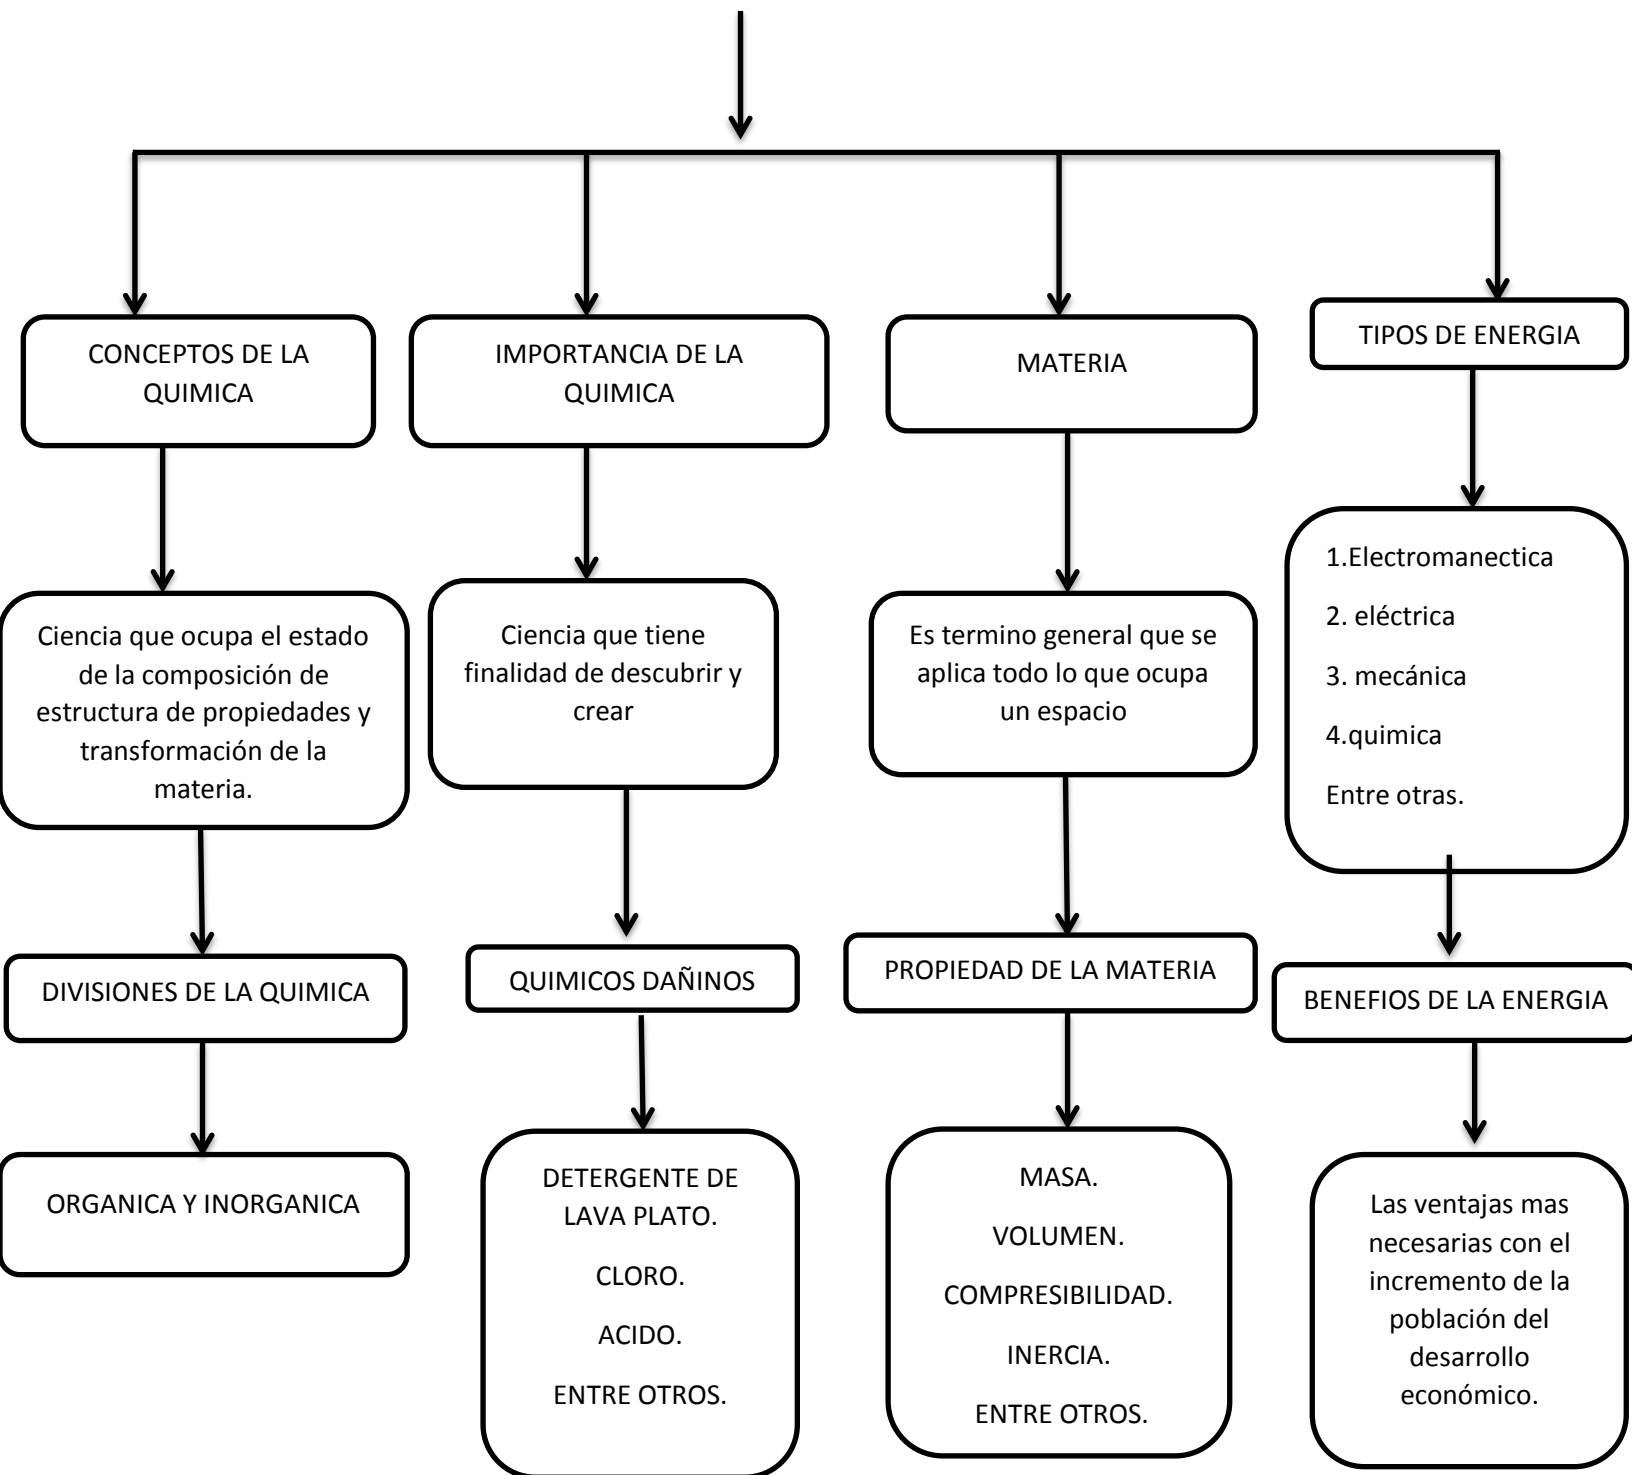 CONCEPTOS DE LA
QUIMICA
IMPORTANCIA DE LA
QUIMICA
MATERIA
TIPOS DE ENERGIA
Ciencia que ocupa el estado
de la composición de
estructura de propiedades y
transformación de la
materia.
Ciencia que tiene
finalidad de descubrir y
crear
Es termino general que se
aplica todo lo que ocupa
un espacio
1.Electromanectica
2. eléctrica
3. mecánica
4.quimica
Entre otras.
DIVISIONES DE LA QUIMICA
QUIMICOS DAÑINOS
PROPIEDAD DE LA MATERIA
BENEFIOS DE LA ENERGIA
ORGANICA Y INORGANICA
DETERGENTE DE
LAVA PLATO.
CLORO.
ACIDO.
ENTRE OTROS.
MASA.
VOLUMEN.
COMPRESIBILIDAD.
INERCIA.
ENTRE OTROS.
Las ventajas mas
necesarias con el
incremento de la
población del
desarrollo
económico.